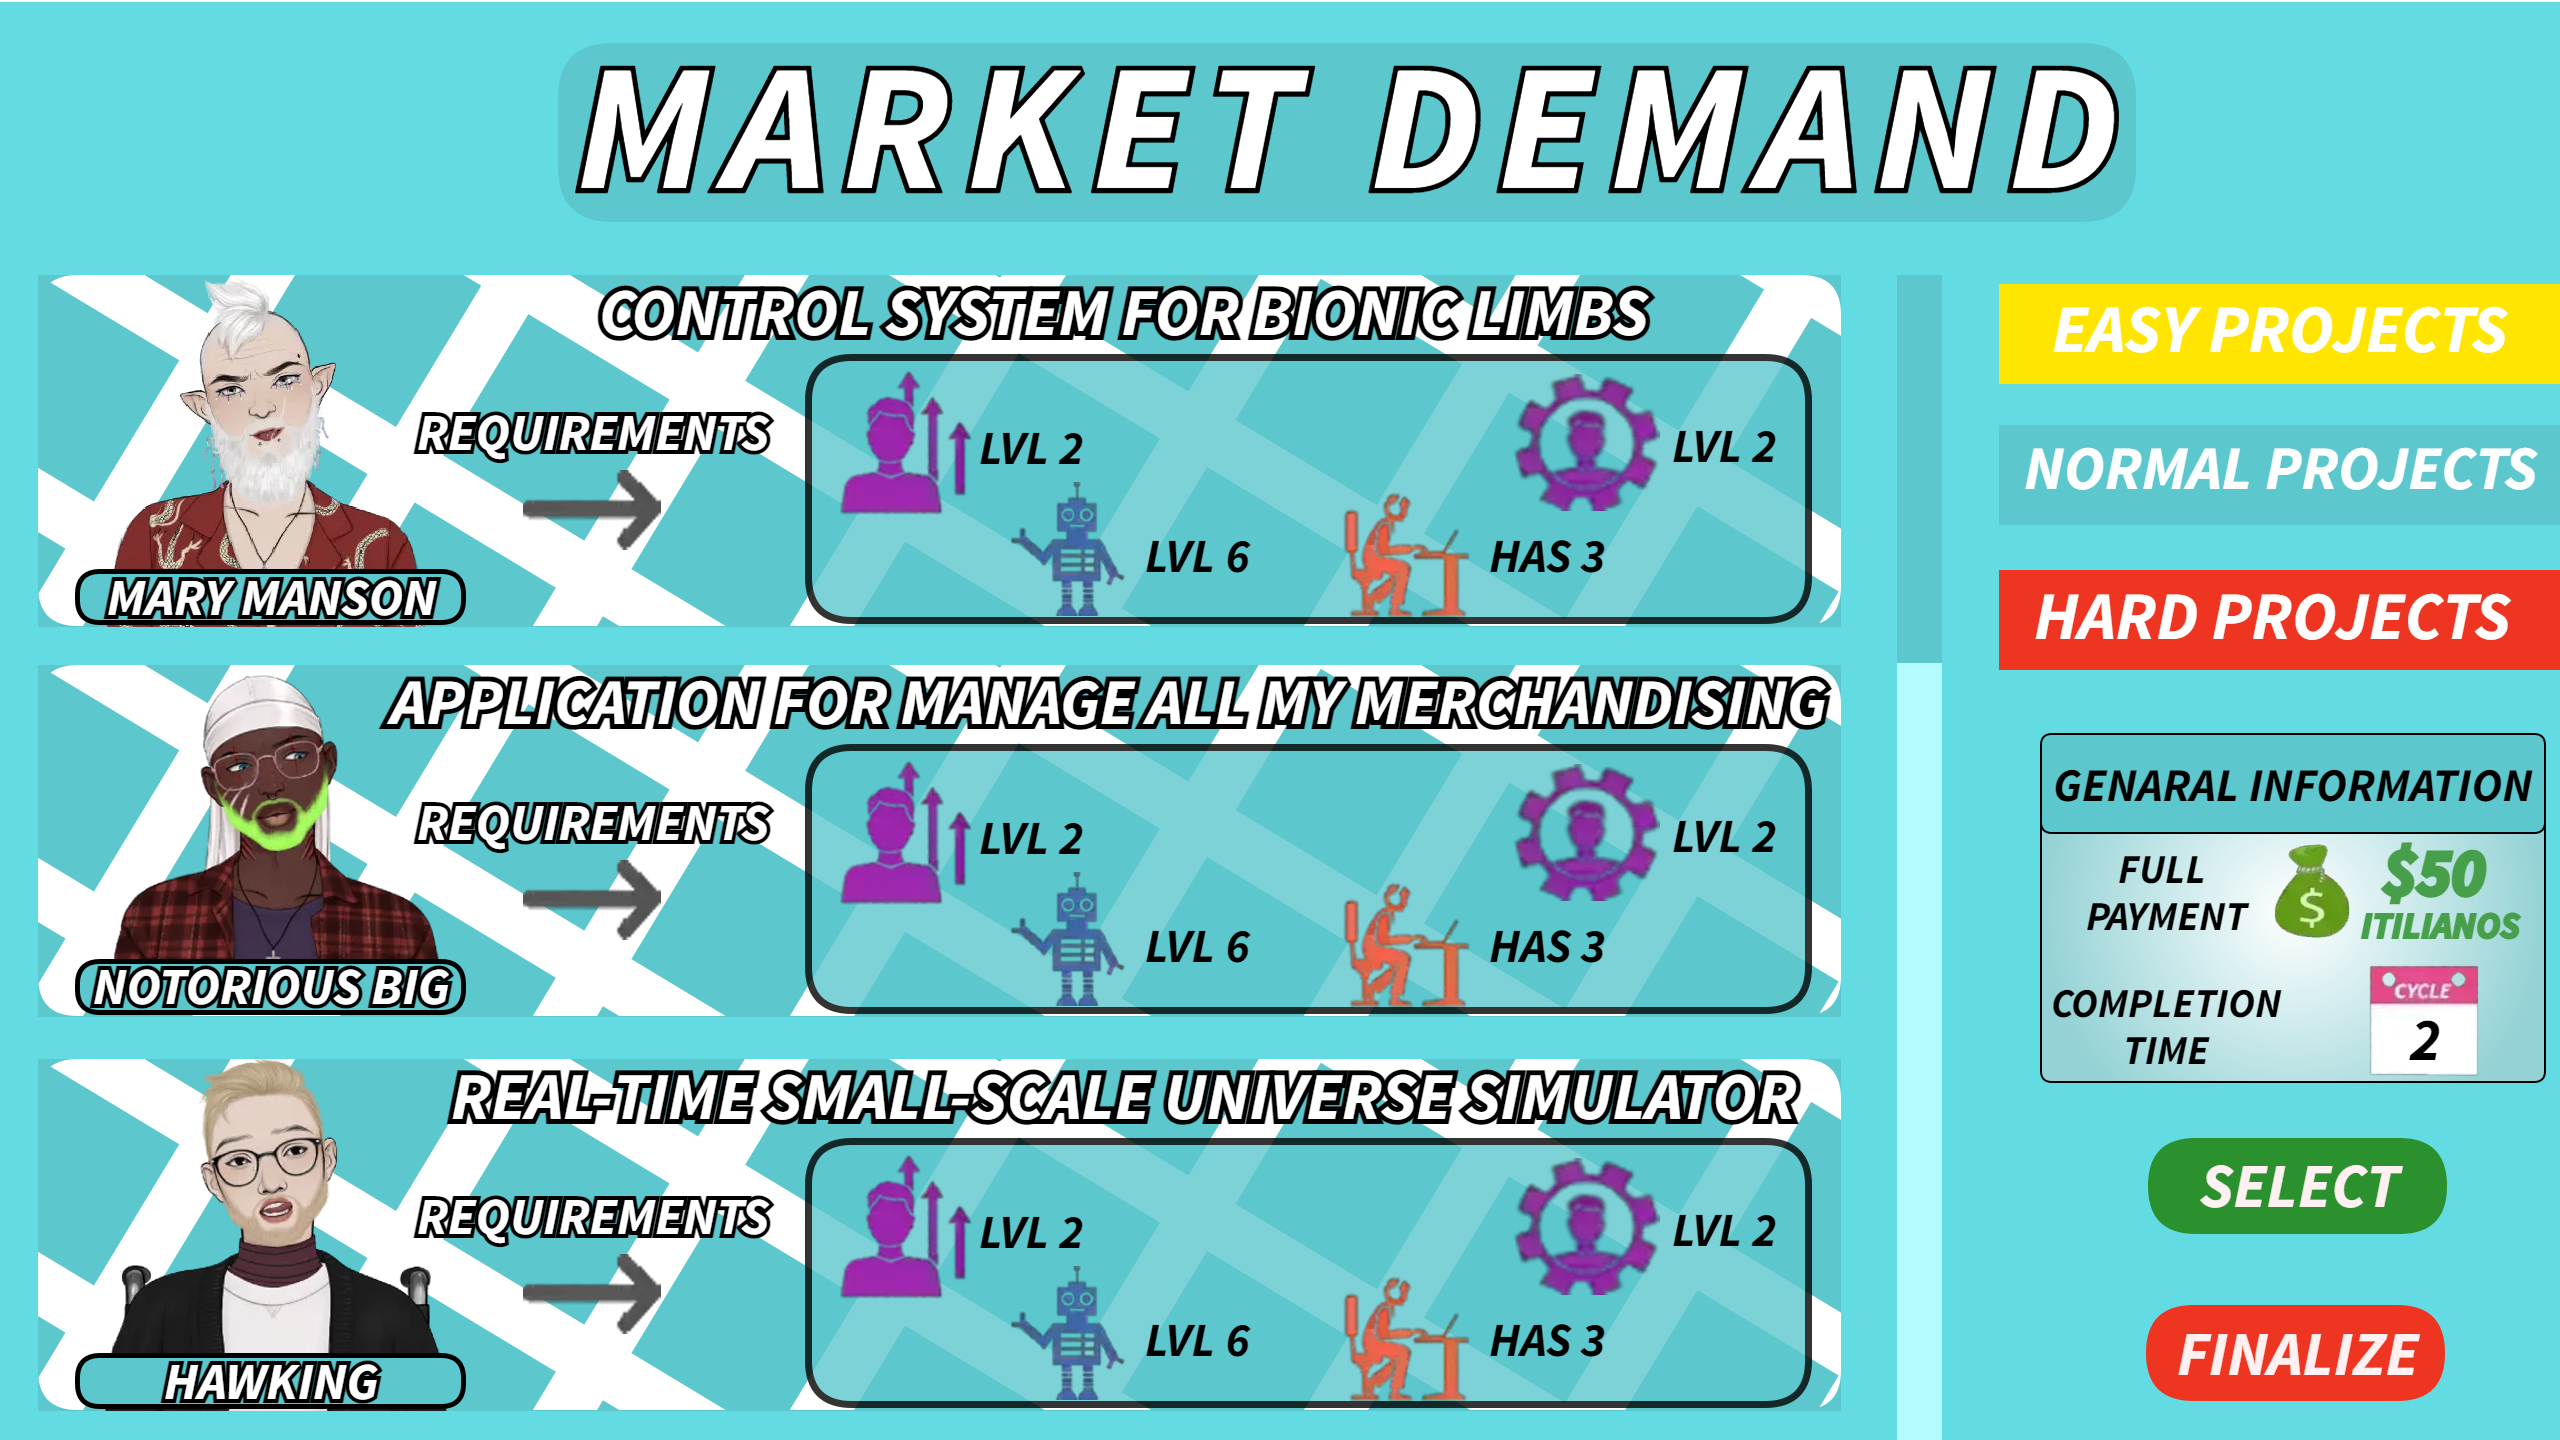 MARKET DEMAND
CONTROL SYSTEM FOR BIONIC LIMBS
REQUIREMENTS
LVL 2
LVL 2
LVL 6
HAS 3
MARY MANSON
APPLICATION FOR MANAGE ALL MY MERCHANDISING
REQUIREMENTS
LVL 2
LVL 2
LVL 6
HAS 3
NOTORIOUS BIG
REAL-TIME SMALL-SCALE UNIVERSE SIMULATOR
REQUIREMENTS
LVL 2
LVL 2
LVL 6
HAS 3
HAWKING
EASY PROJECTS
NORMAL PROJECTS
HARD PROJECTS
GENARAL INFORMATION
FULL
PAYMENT
$
$50
ITILIANOS
COMPLETION
TIME
CYCLE
2
SELECT
FINALIZE